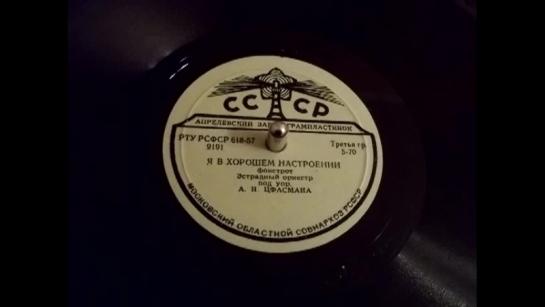 СССР
АПРЕЛЕВСКИЙ ЗАВОД ГРАМПЛАСТИНОК
РТУ РСФСР 618-57
9191
Третья гр.
5-70
Я В ХОРОШЕМ НАСТРОЕНИИ
фокстрот
Эстрадный оркестр
под упр.
А. Н. ЦФАСМАНА
МОСКОВСКИЙ ОБЛАСТНОЙ СОВНАРХОЗ РСФСР